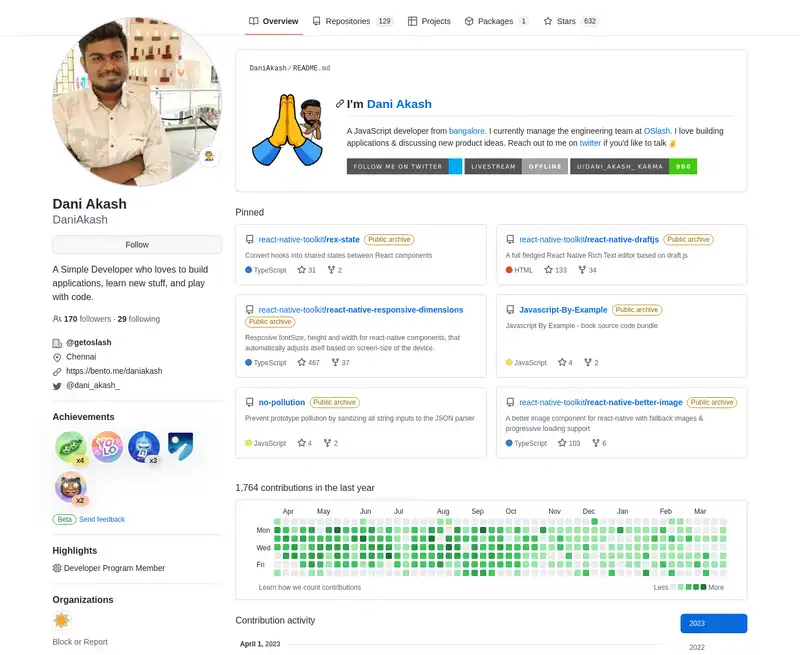 Overview
Repositories 129
Projects
Packages 1
Stars 632
Dani Akash
DaniAkash
Follow
A Simple Developer who loves to build
applications, learn new stuff, and play
with code.
170 followers · 29 following
@getoslash
Chennai
https://bento.me/daniakash
@dani_akash_
Achievements
x4
YOLO
x3
x2
Beta Send feedback
Highlights
Developer Program Member
Organizations
Block or Report
DaniAkash/README.md
I'm Dani Akash
A JavaScript developer from bangalore. I currently manage the engineering team at OSlash. I love building
applications & discussing new product ideas. Reach out to me on twitter if you'd like to talk ✌️
FOLLOW ME ON TWITTER
LIVESTREAM OFFLINE
U/DANI_AKASH_ KARMA 900
Pinned
react-native-toolkit/rex-state Public archive
Convert hooks into shared states between React components
TypeScript 31 2
react-native-toolkit/react-native-draftjs Public archive
A full fledged React Native Rich Text editor based on draft.js
HTML 133 34
react-native-toolkit/react-native-responsive-dimensions
Public archive
Resposive fontSize, height and width for react-native components, that
automatically adjusts itself based on screen-size of the device.
TypeScript 467 37
Javascript-By-Example Public archive
Javascript By Example - book source code bundle
JavaScript 4 2
no-pollution Public archive
Prevent prototype pollution by sanitizing all string inputs to the JSON parser
JavaScript 4 2
react-native-toolkit/react-native-better-image Public archive
A better image component for react-native with fallback images &
progressive loading support
TypeScript 103 6
1,764 contributions in the last year
Apr May Jun Jul Aug Sep Oct Nov Dec Jan Feb Mar
Mon
Wed
Fri
Learn how we count contributions
Less More
Contribution activity
2023
2022
April 1, 2023